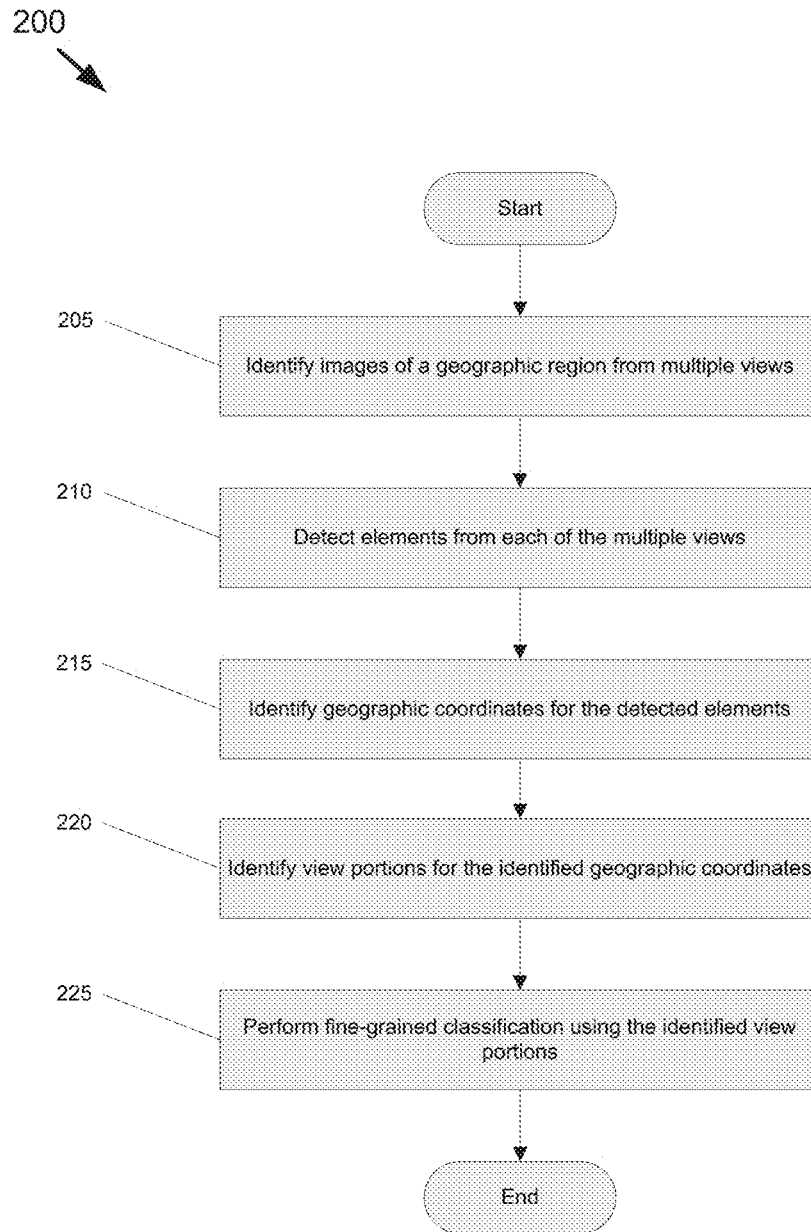 200
Start
205
Identify images of a geographic region from multiple views
210
Detect elements from each of the multiple views
215
Identify geographic coordinates for the detected elements
220
Identify view portions for the identified geographic coordinates
225
Perform fine-grained classification using the identified view
portions
End